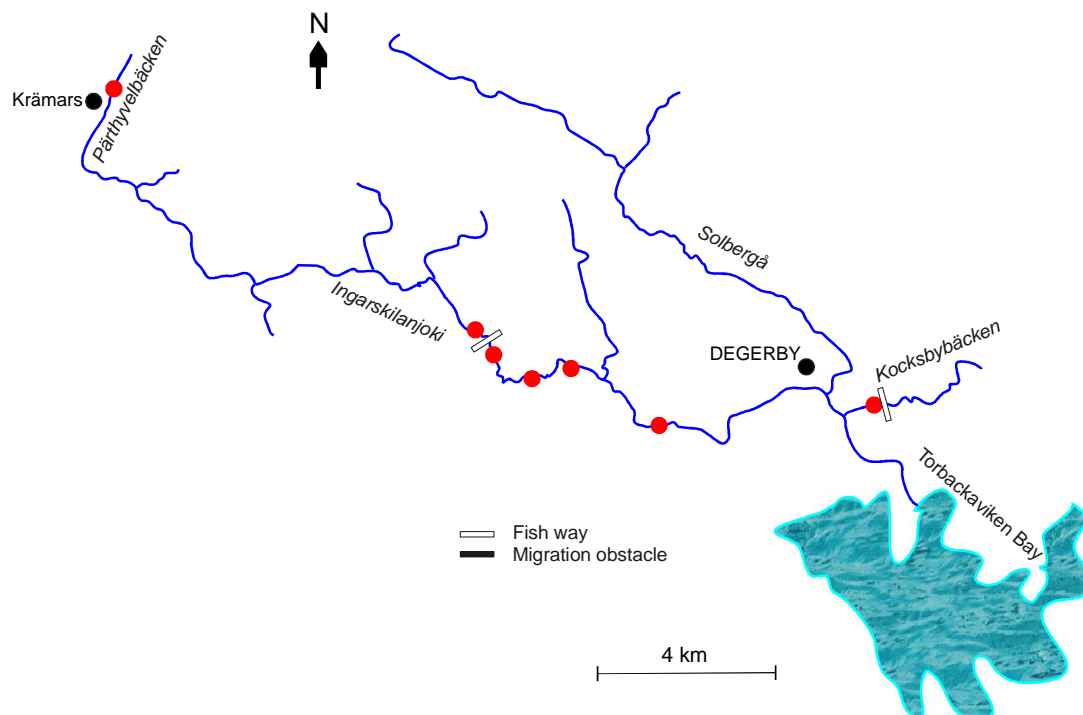 N
Krämars
Pärthyvelbäcken
Solbergå
Ingarskilanjoki
DEGERBY
Kocksbybäcken
Torbackaviken Bay
Fish way
Migration obstacle
4 km